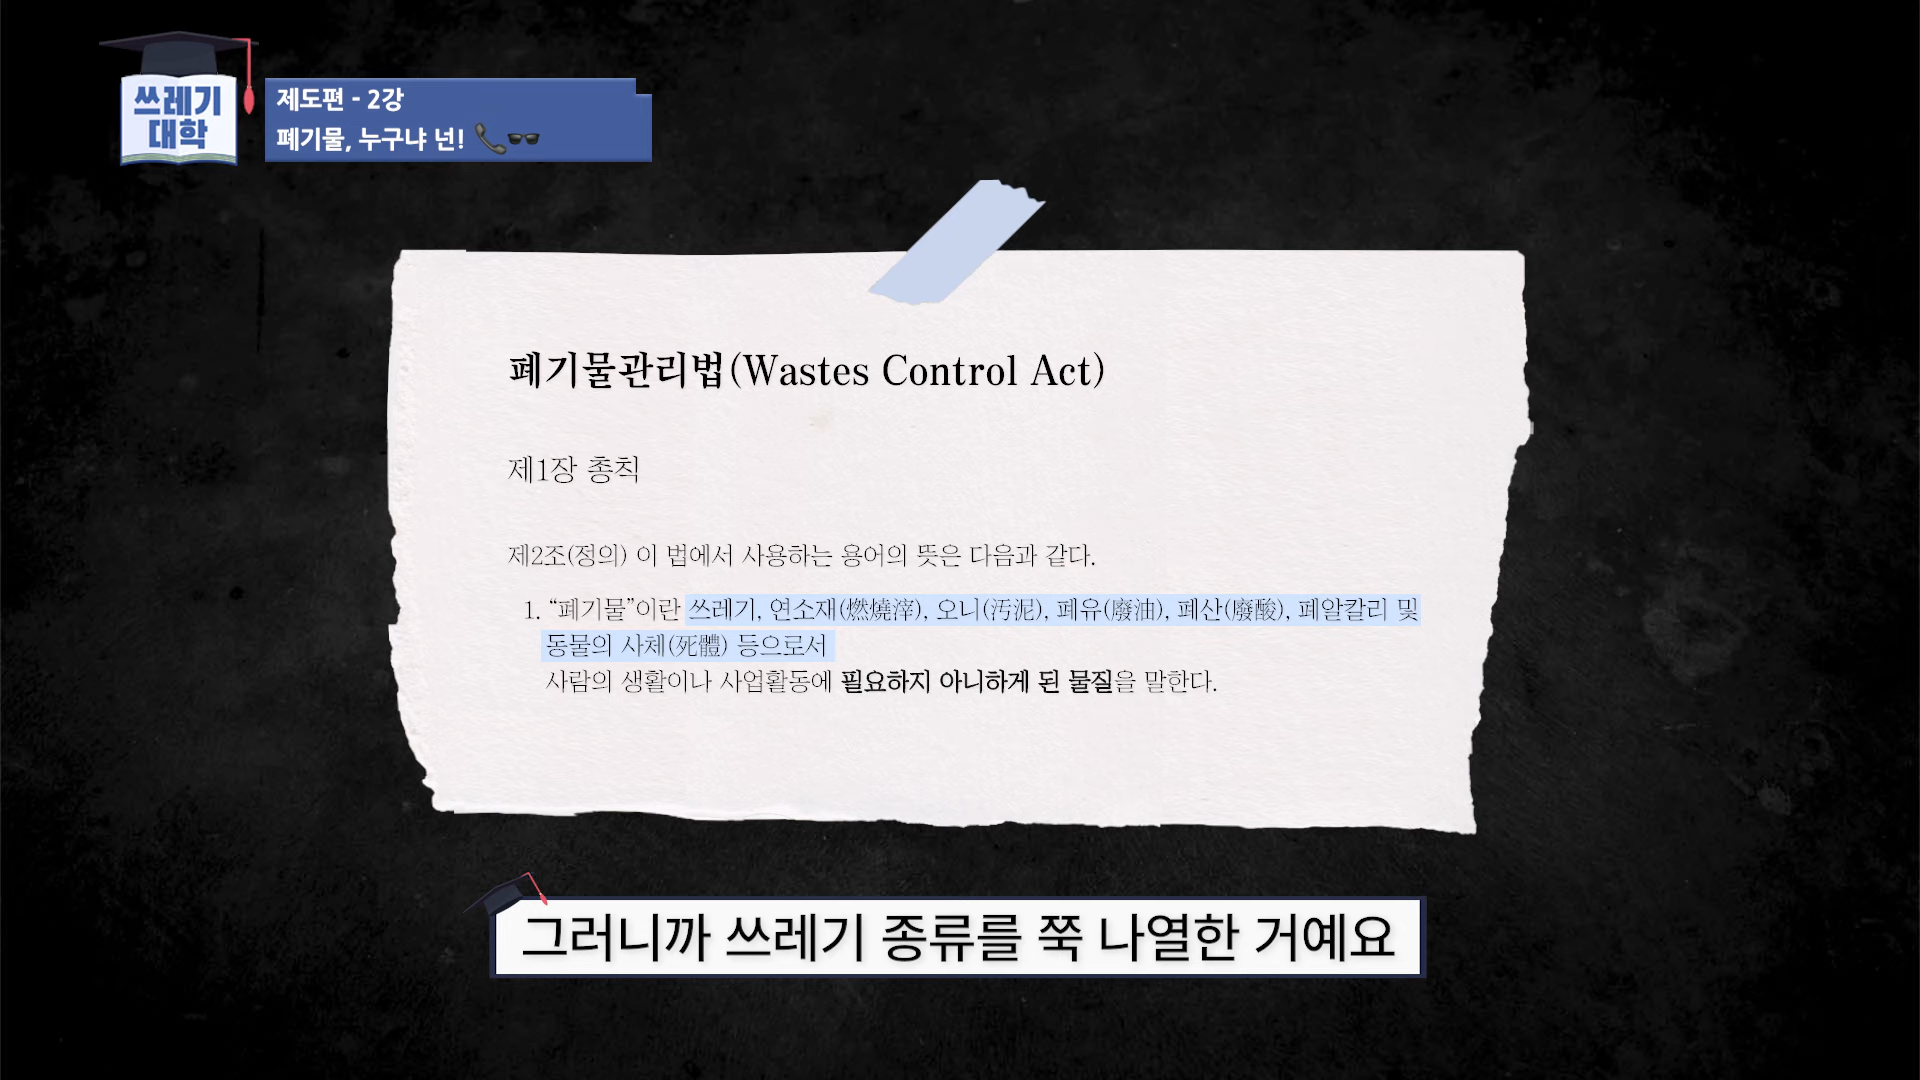 쓰레기
대학
제도편 - 2강
폐기물, 누구냐 넌!
폐기물관리법(Wastes Control Act)
제1장 총칙
제2조(정의) 이 법에서 사용하는 용어의 뜻은 다음과 같다.
1. “폐기물”이란 쓰레기, 연소재(燃燒滓), 오니(汚泥), 폐유(廢油), 폐산(廢酸), 폐알칼리 및
동물의 사체(死體) 등으로서
사람의 생활이나 사업활동에 필요하지 아니하게 된 물질을 말한다.
그러니까 쓰레기 종류를 쭉 나열한 거예요